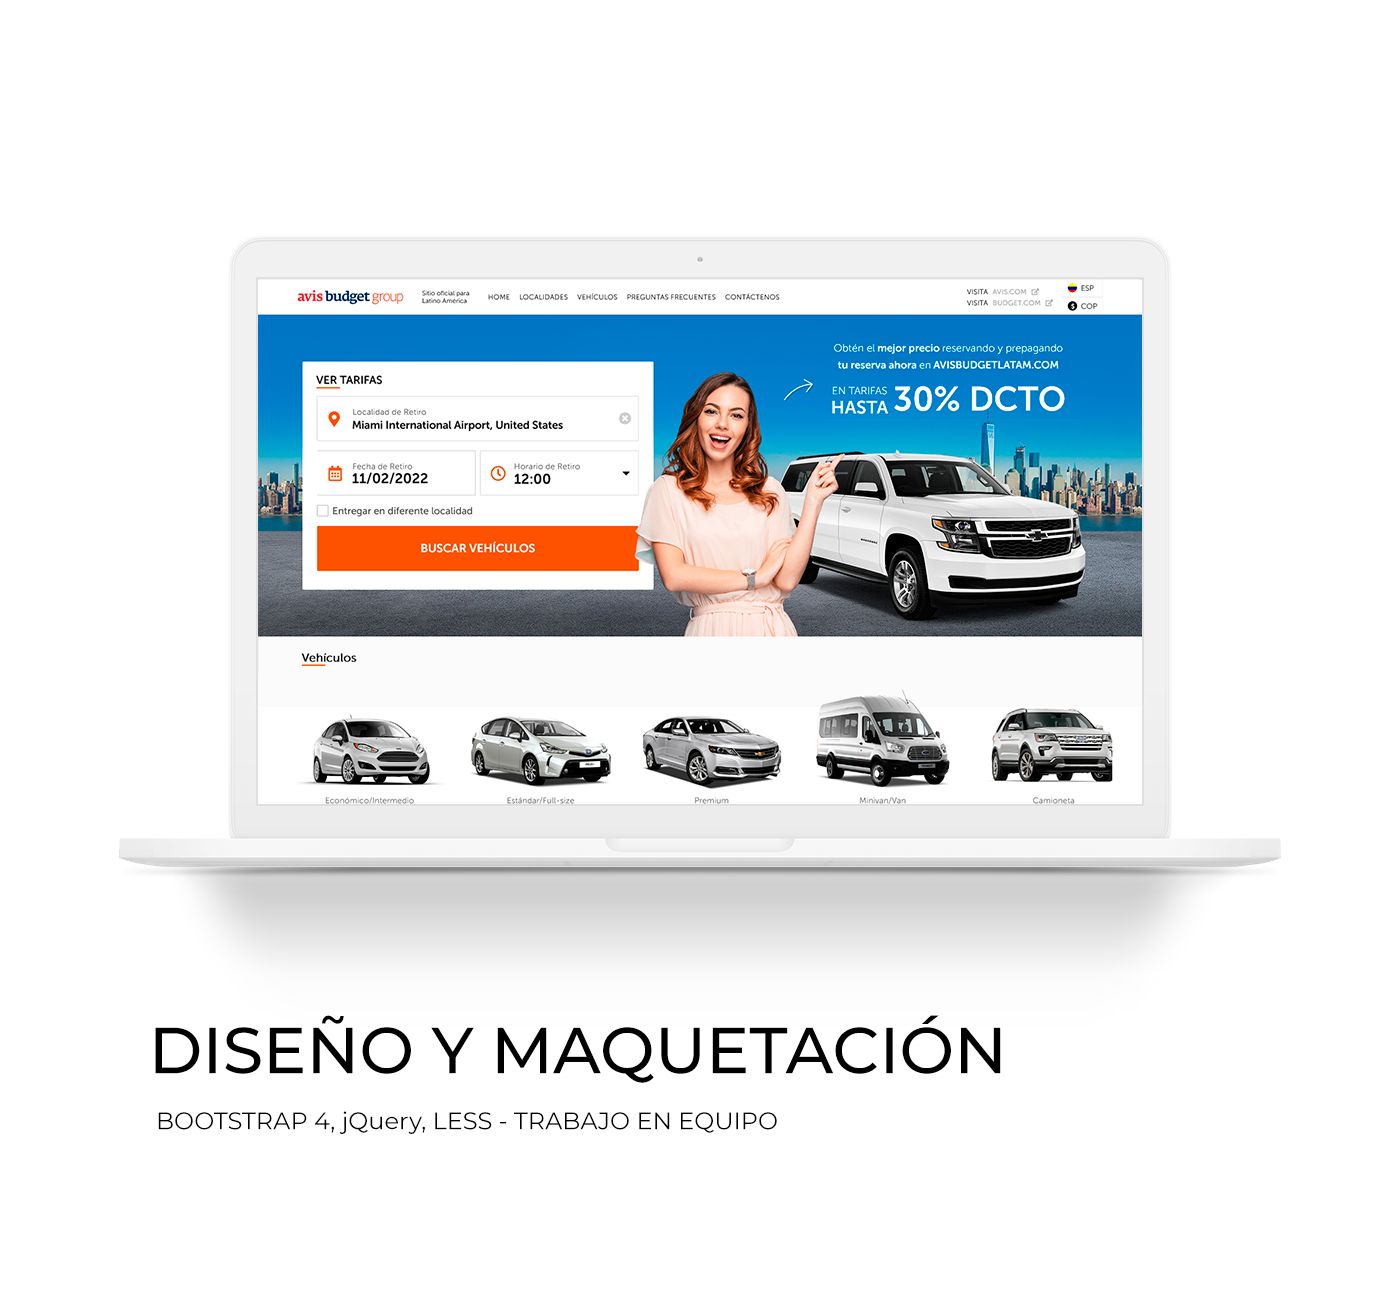 avis budget group
Sitio oficial para
Latino América
HOME LOCALIDADES VEHÍCULOS PREGUNTAS FRECUENTES CONTÁCTENOS
VISITA AVIS.COM
VISITA BUDGET.COM
ESP
COP
Obtén el mejor precio reservando y prepagando
tu reserva ahora en AVISBUDGETLATAM.COM
EN TARIFAS
HASTA 30% DCTO
VER TARIFAS
Localidad de Retiro
Miami International Airport, United States
Fecha de Retiro
11/02/2022
Horario de Retiro
12:00
Entregar en diferente localidad
BUSCAR VEHÍCULOS
Vehículos
Económico/Intermedio
Estándar/Full-size
Premium
Minivan/Van
Camioneta
DISEÑO Y MAQUETACIÓN
BOOTSTRAP 4, jQuery, LESS - TRABAJO EN EQUIPO